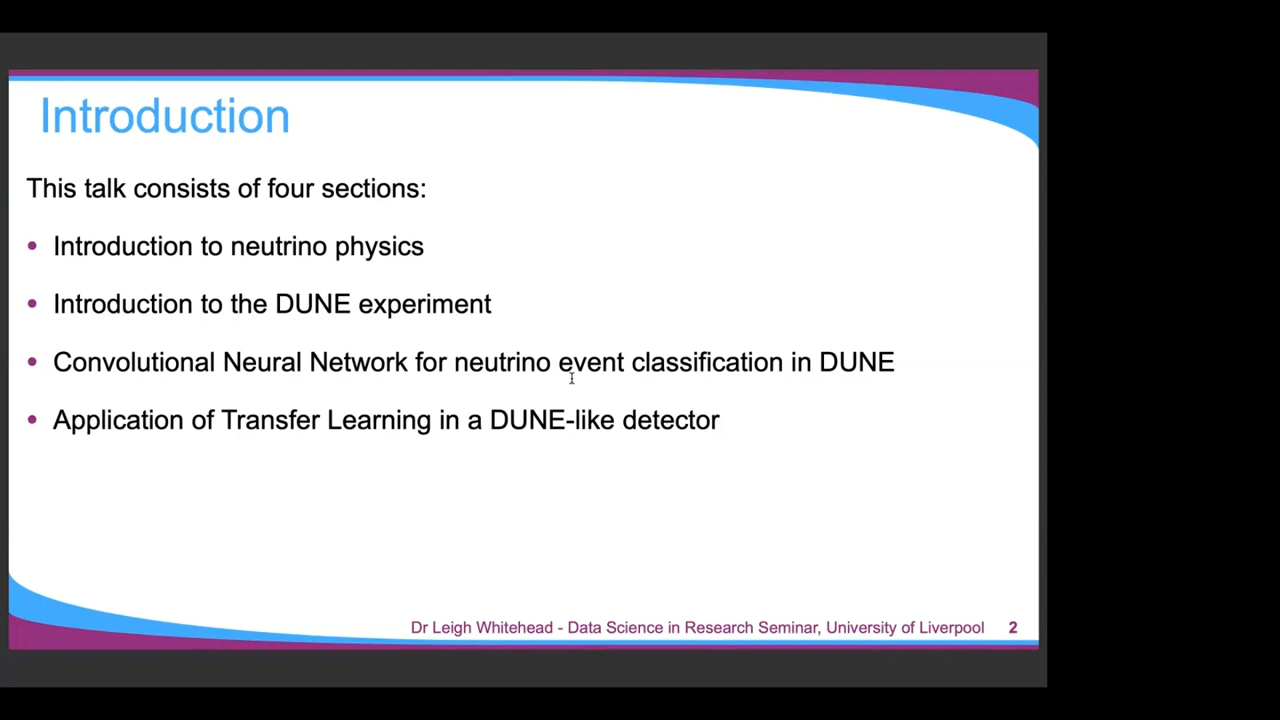 Introduction
This talk consists of four sections:
• Introduction to neutrino physics
• Introduction to the DUNE experiment
• Convolutional Neural Network for neutrino event classification in DUNE
• Application of Transfer Learning in a DUNE-like detector
Dr Leigh Whitehead - Data Science in Research Seminar, University of Liverpool 2